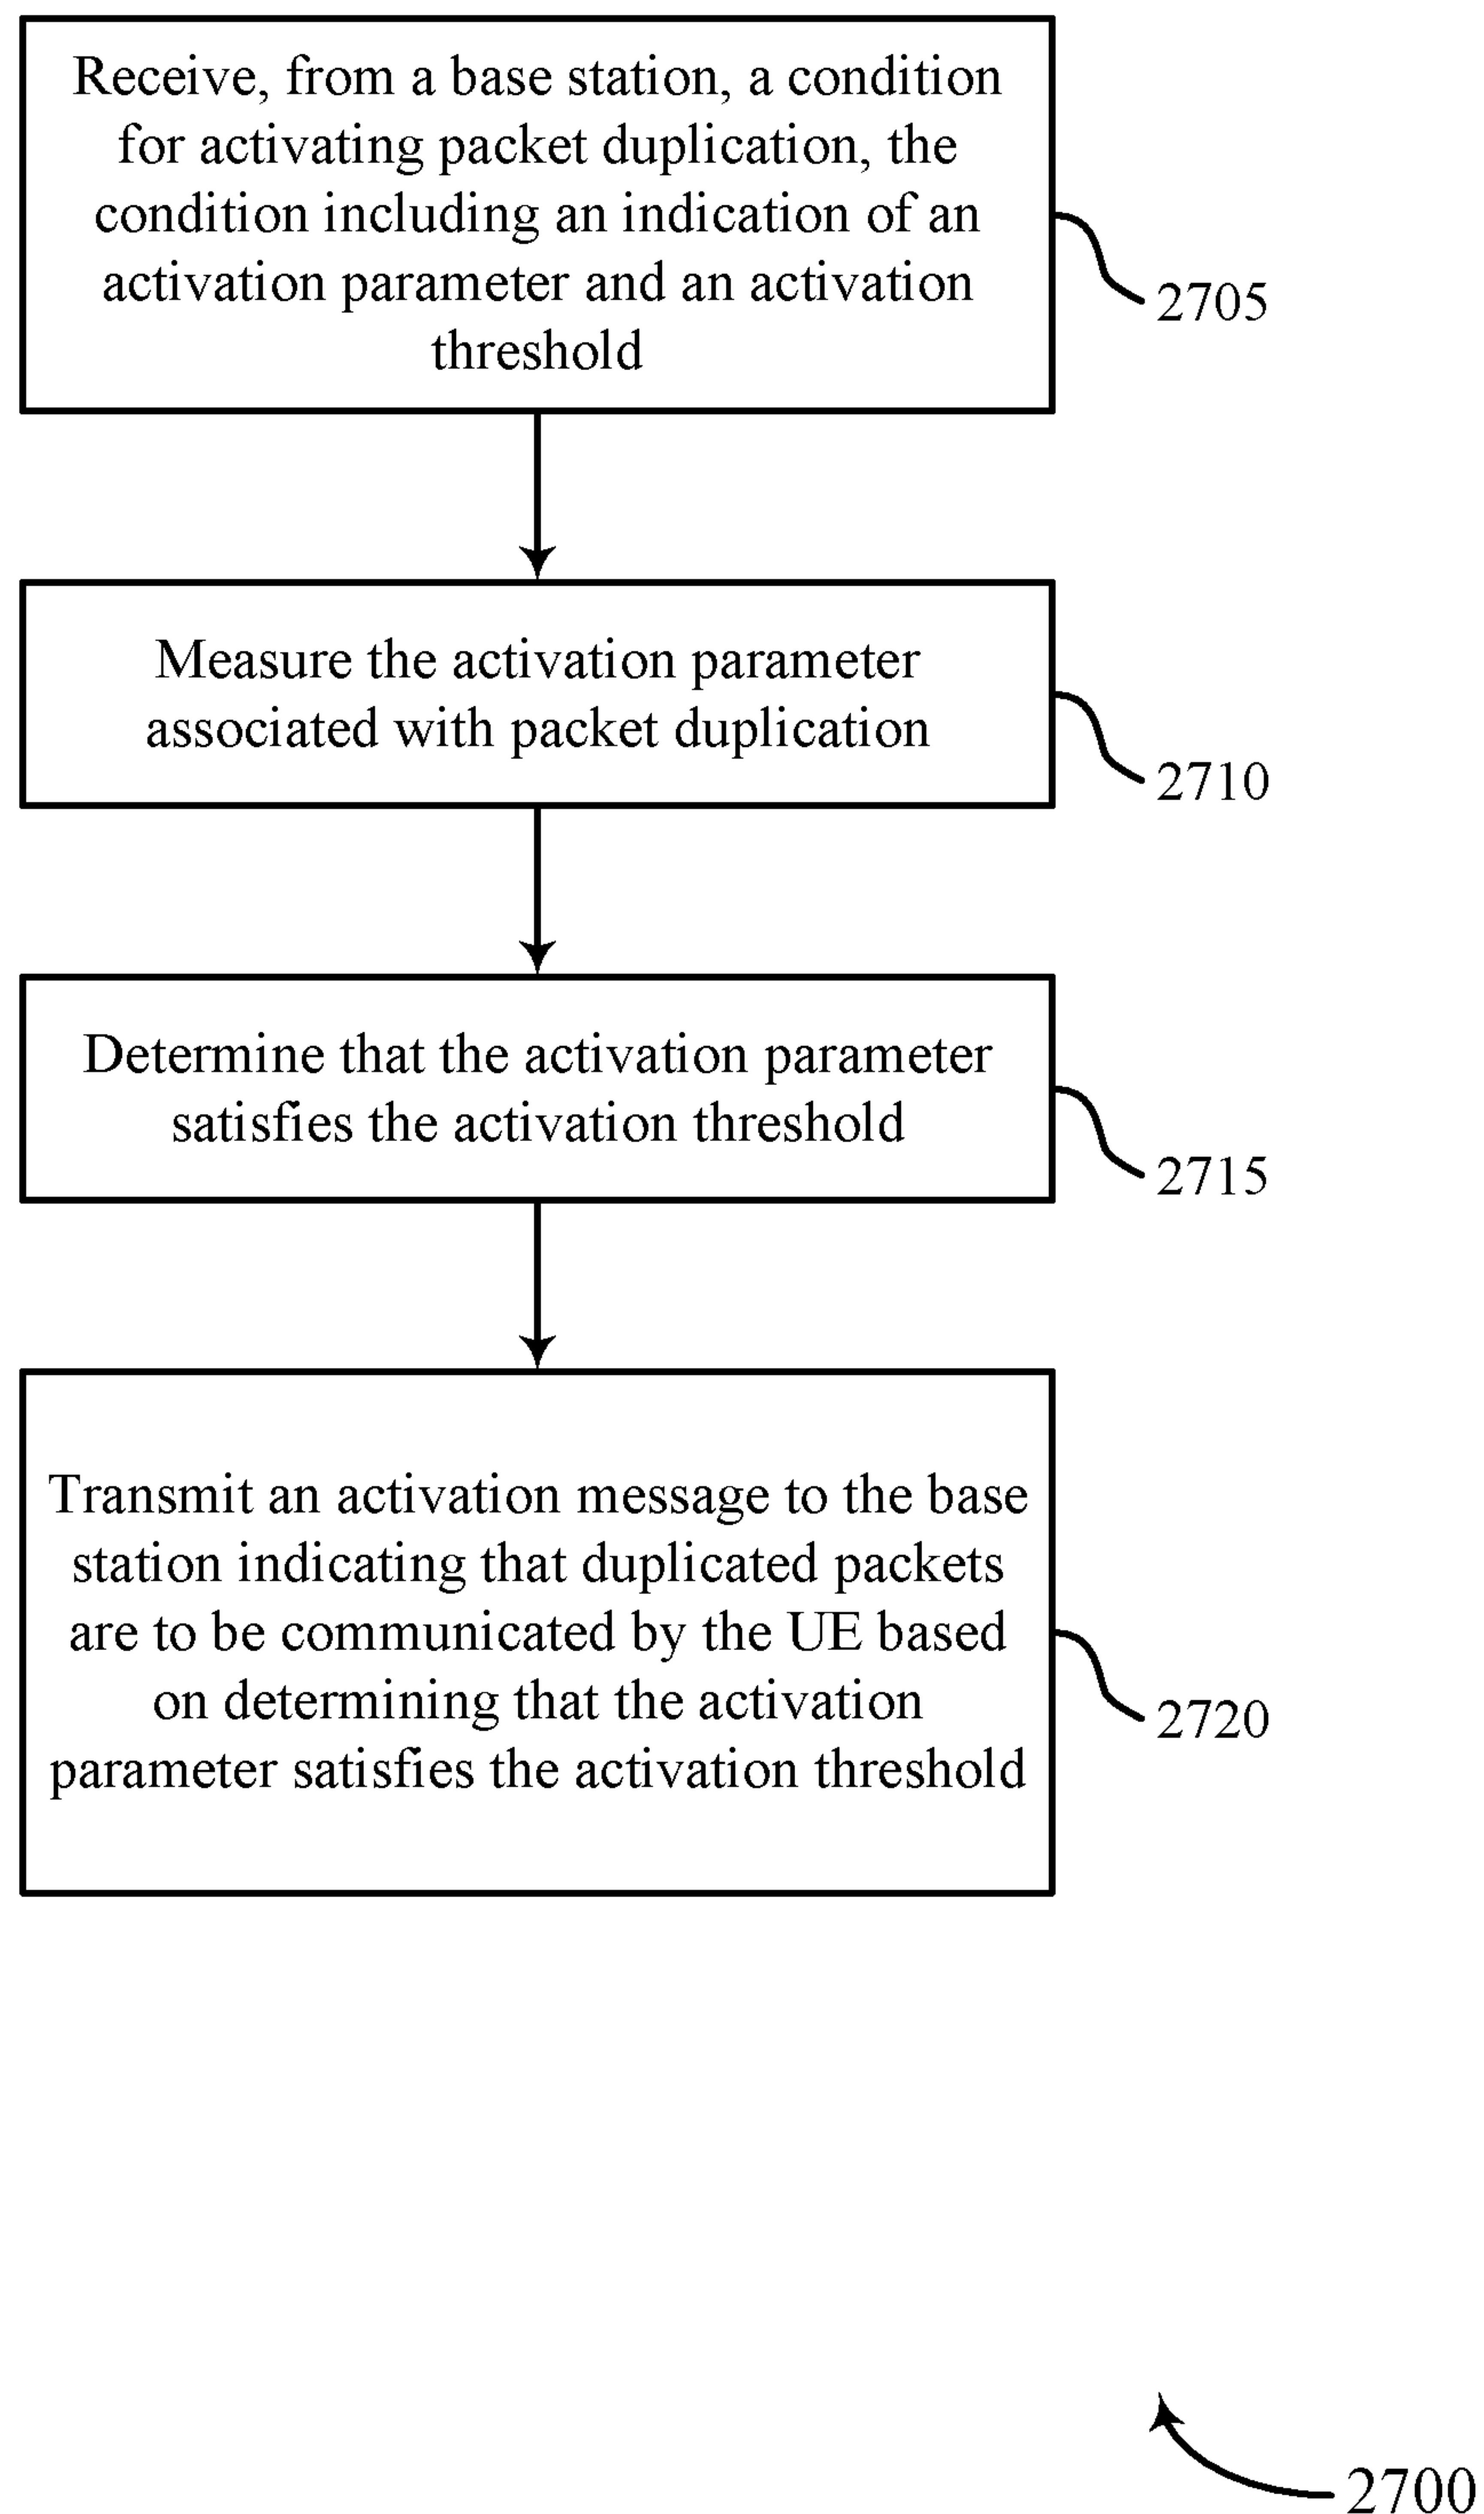 Receive, from a base station, a condition
for activating packet duplication, the
condition including an indication of an
activation parameter and an activation
threshold
2705
Measure the activation parameter
associated with packet duplication
2710
Determine that the activation parameter
satisfies the activation threshold
2715
Transmit an activation message to the base
station indicating that duplicated packets
are to be communicated by the UE based
on determining that the activation
parameter satisfies the activation threshold
2720
2700